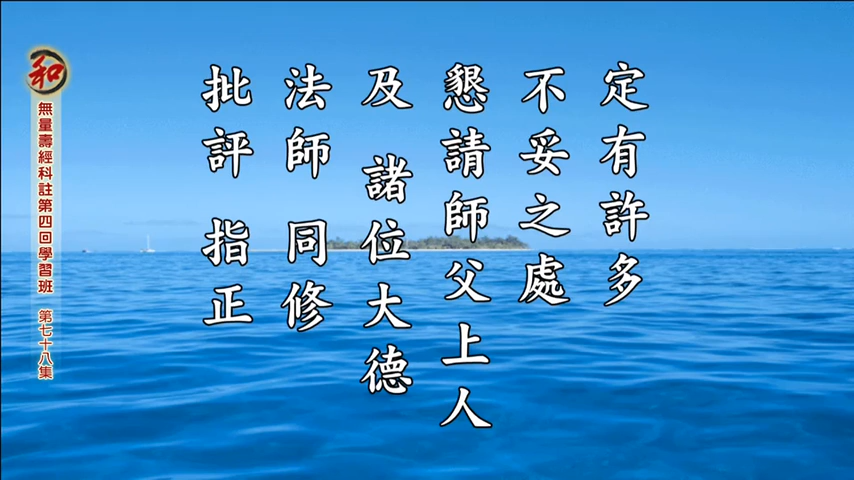 定有許多
不妥之處
懇請師父上人
及 諸位大德
法師 同修
批評 指正
和
無量壽經科註第四回學習班 第七十八集